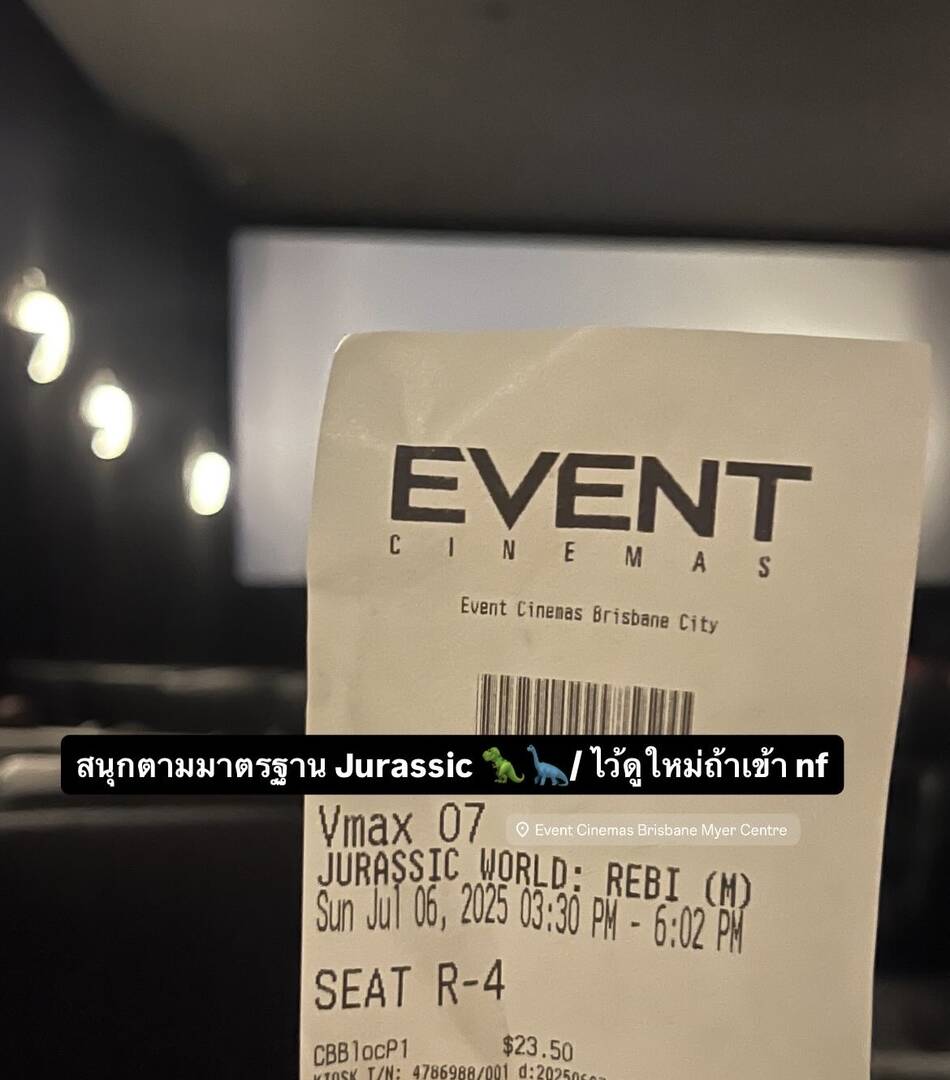 EVENT
CINEMAS
Event Cinemas Brisbane City
สนุกตามมาตรฐาน Jurassic 🦖🦕/ ไว้ดูใหม่ถ้าเข้า nf
Vmax 07
Event Cinemas Brisbane Myer Centre
JURASSIC WORLD: REBI (M)
Sun Jul 06, 2025 03:30 PM - 6:02 PM
SEAT R-4
CBBlocP1 $23.50
KIOSK T/N: 4786988/001